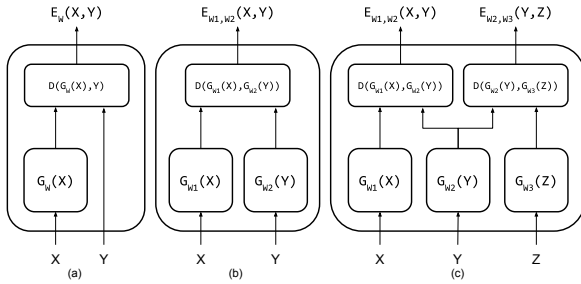 E_W(X,Y)
D(G_W(X),Y)
G_W(X)
X Y
(a)
E_W1,W2(X,Y)
D(G_W1(X),G_W2(Y))
G_W1(X) G_W2(Y)
X Y
(b)
E_W1,W2(X,Y) E_W2,W3(Y,Z)
D(G_W1(X),G_W2(Y)) D(G_W2(Y),G_W3(Z))
G_W1(X) G_W2(Y) G_W3(Z)
X Y Z
(c)